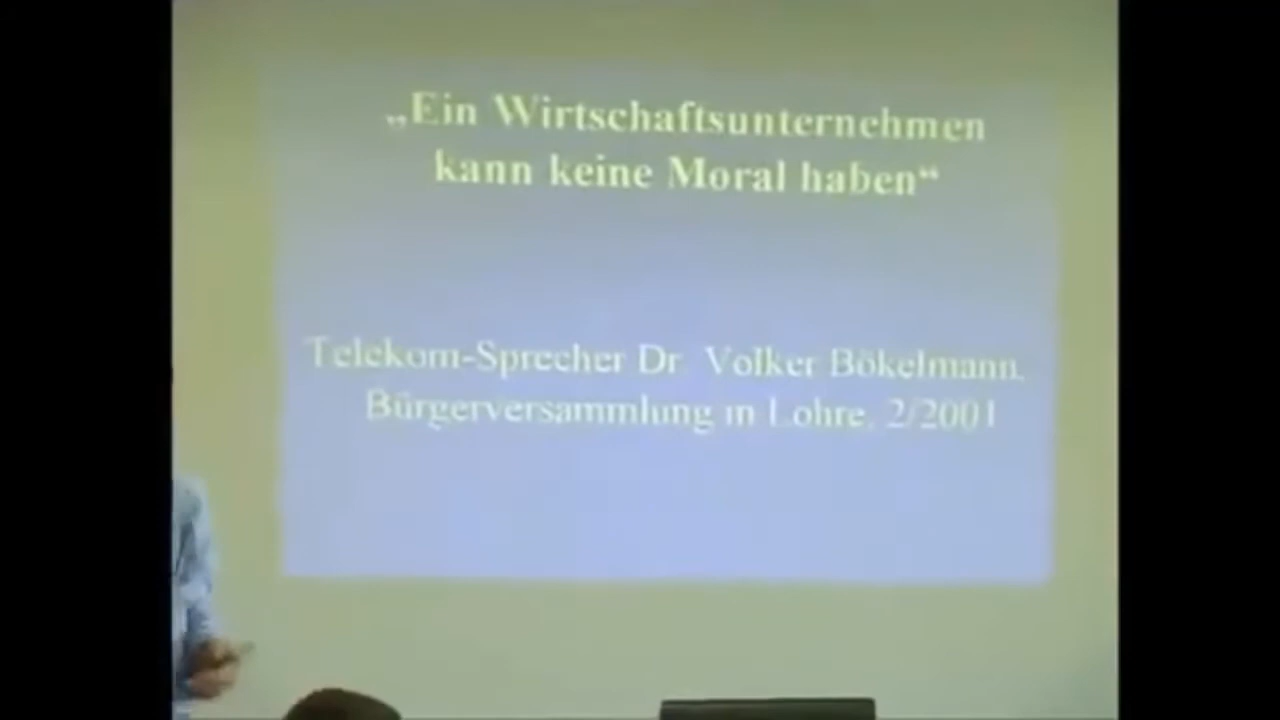 „Ein Wirtschaftsunternehmen
kann keine Moral haben“
Telekom-Sprecher Dr. Volker Bökelmann,
Bürgerversammlung in Lohre, 2/2001